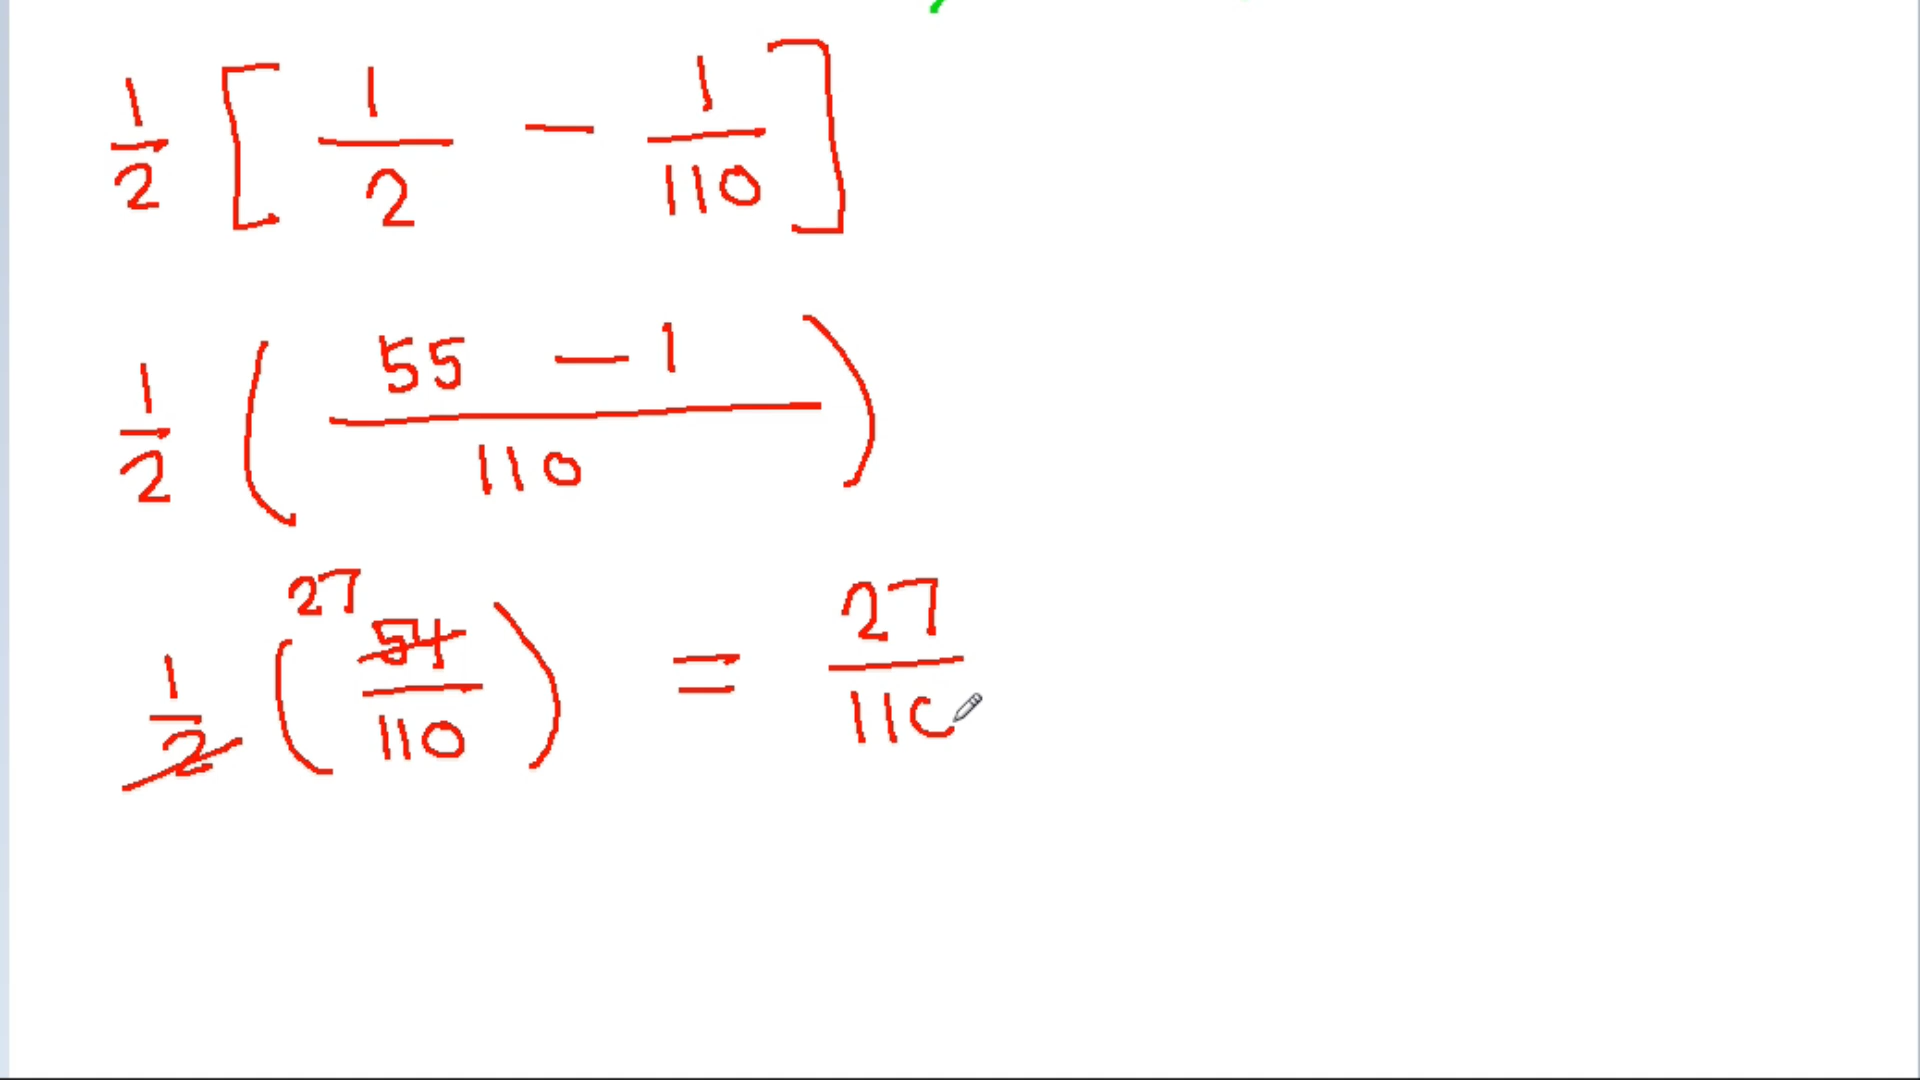 1/2 [ 1/2 - 1/110 ]
1/2 ( 55 - 1 / 110 )
27
1/2 ( 54/110 ) = 27/110